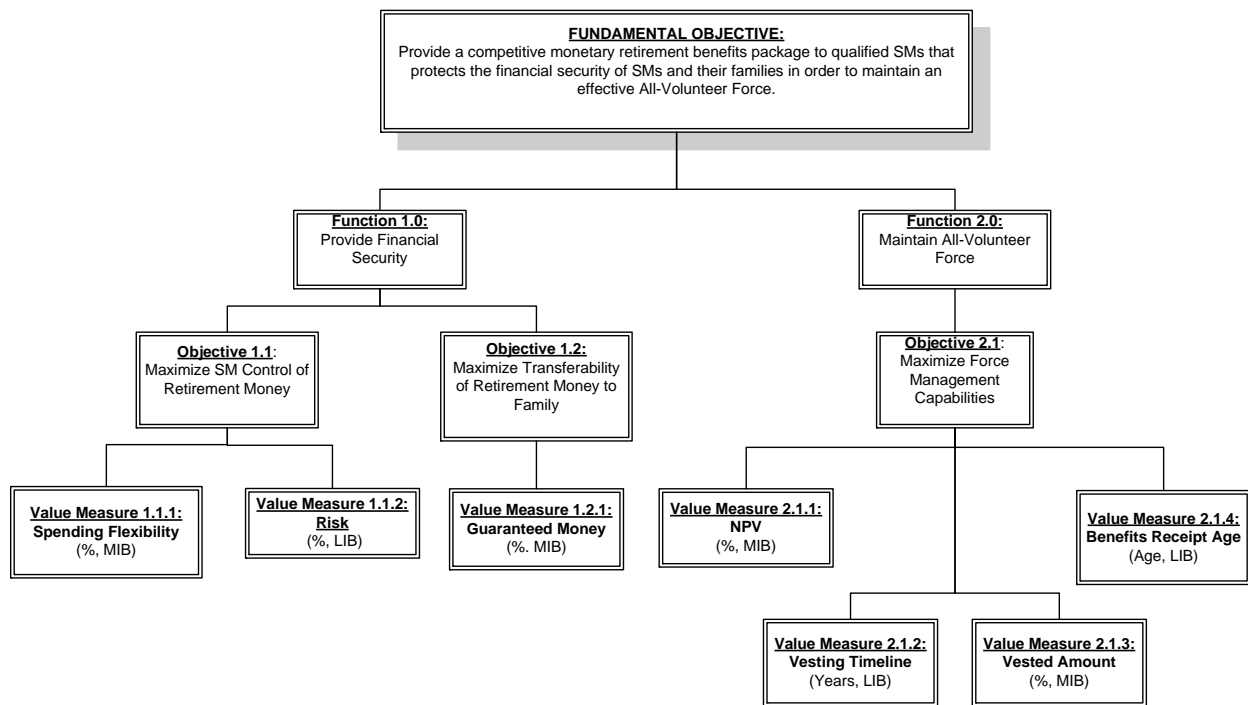 FUNDAMENTAL OBJECTIVE:
Provide a competitive monetary retirement benefits package to qualified SMs that
protects the financial security of SMs and their families in order to maintain an
effective All-Volunteer Force.
Function 1.0:
Provide Financial
Security
Function 2.0:
Maintain All-Volunteer
Force
Objective 1.1:
Maximize SM Control of
Retirement Money
Objective 1.2:
Maximize Transferability
of Retirement Money to
Family
Objective 2.1:
Maximize Force
Management
Capabilities
Value Measure 1.1.1:
Spending Flexibility
(%, MIB)
Value Measure 1.1.2:
Risk
(%, LIB)
Value Measure 1.2.1:
Guaranteed Money
(%. MIB)
Value Measure 2.1.1:
NPV
(%, MIB)
Value Measure 2.1.4:
Benefits Receipt Age
(Age, LIB)
Value Measure 2.1.2:
Vesting Timeline
(Years, LIB)
Value Measure 2.1.3:
Vested Amount
(%, MIB)